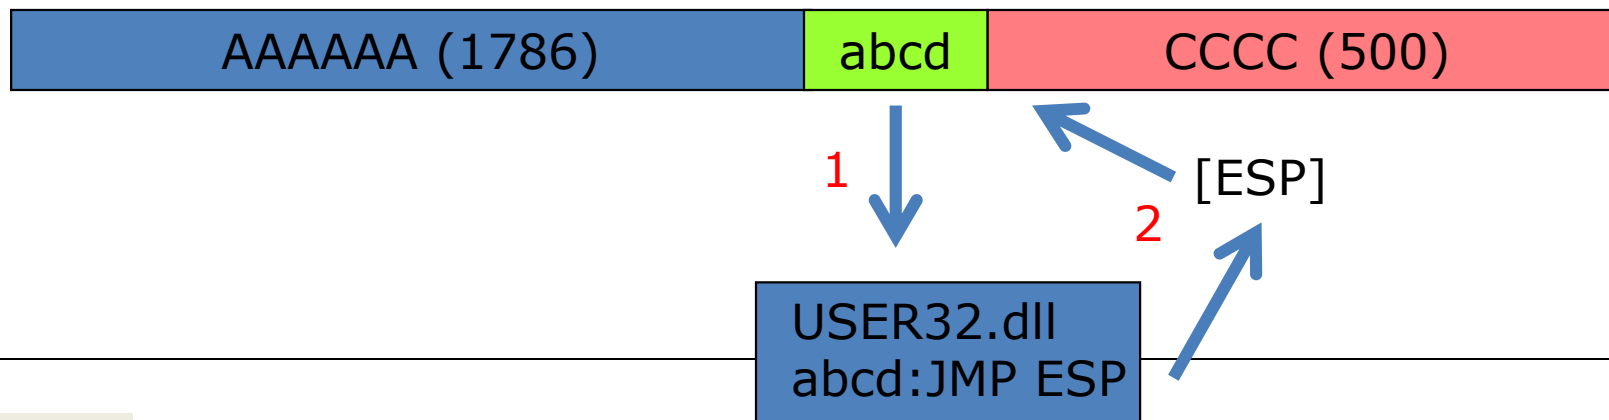 AAAAAA (1786)
abcd
CCCC (500)
1
[ESP]
2
USER32.dll
abcd:JMP ESP